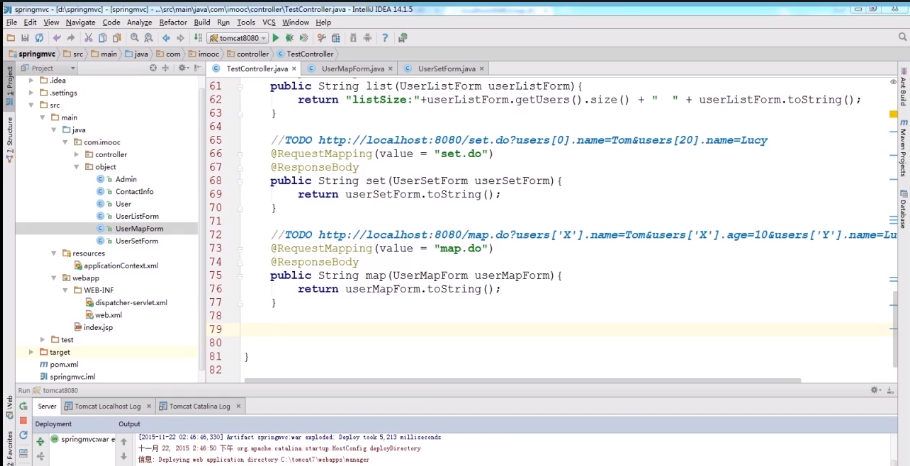 springmvc - [d:\springmvc] - [springmvc] - ...\src\main\java\com\imooc\controller\TestController.java - IntelliJ IDEA 14.1.5
File Edit View Navigate Code Analyze Refactor Build Run Tools VCS Window Help
tomcat8080
springmvc src main java com imooc controller TestController
Project
TestController.java × UserMapForm.java × UserSetForm.java ×
.idea
.settings
src
main
java
com.imooc
controller
object
Admin
ContactInfo
User
UserListForm
UserMapForm
UserSetForm
resources
applicationContext.xml
webapp
WEB-INF
dispatcher-servlet.xml
web.xml
index.jsp
test
target
pom.xml
springmvc.iml
61 public String list(UserListForm userListForm){
62 return "listSize:"+userListForm.getUsers().size() + "  " + userListForm.toString();
63 }
64
65 //TODO http://localhost:8080/set.do?users[0].name=Tom&users[20].name=Lucy
66 @RequestMapping(value = "set.do")
67 @ResponseBody
68 public String set(UserSetForm userSetForm){
69 return userSetForm.toString();
70 }
71
72 //TODO http://localhost:8080/map.do?users['X'].name=Tom&users['X'].age=10&users['Y'].name=Lu
73 @RequestMapping(value = "map.do")
74 @ResponseBody
75 public String map(UserMapForm userMapForm){
76 return userMapForm.toString();
77 }
78
79
80
81 }
82
1: Project
7: Structure
Web
2: Favorites
Ant Build
Maven Projects
Database
Run tomcat8080
Server Tomcat Localhost Log × Tomcat Catalina Log ×
Deployment Output
springmvc:war e
[2015-11-22 02:46:46,330] Artifact springmvc:war exploded: Deploy took 5,213 milliseconds
十一月 22, 2015 2:46:50 下午 org.apache.catalina.startup.HostConfig deployDirectory
信息: Deploying web application directory C:\tomcat7\webapps\manager